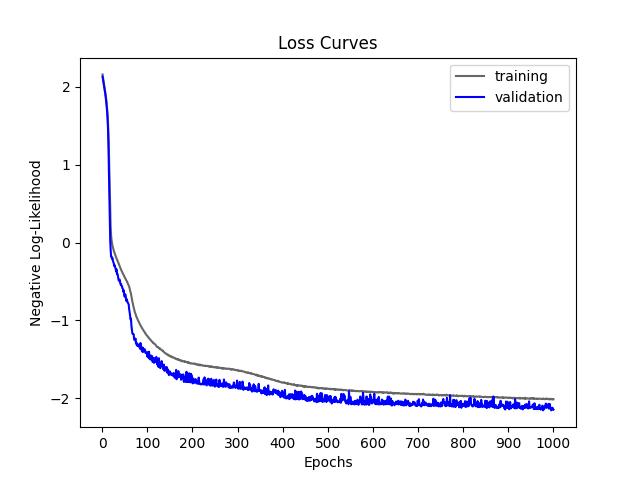 Loss Curves
training
validation
Negative Log-Likelihood
2
1
0
−1
−2
0 100 200 300 400 500 600 700 800 900 1000
Epochs